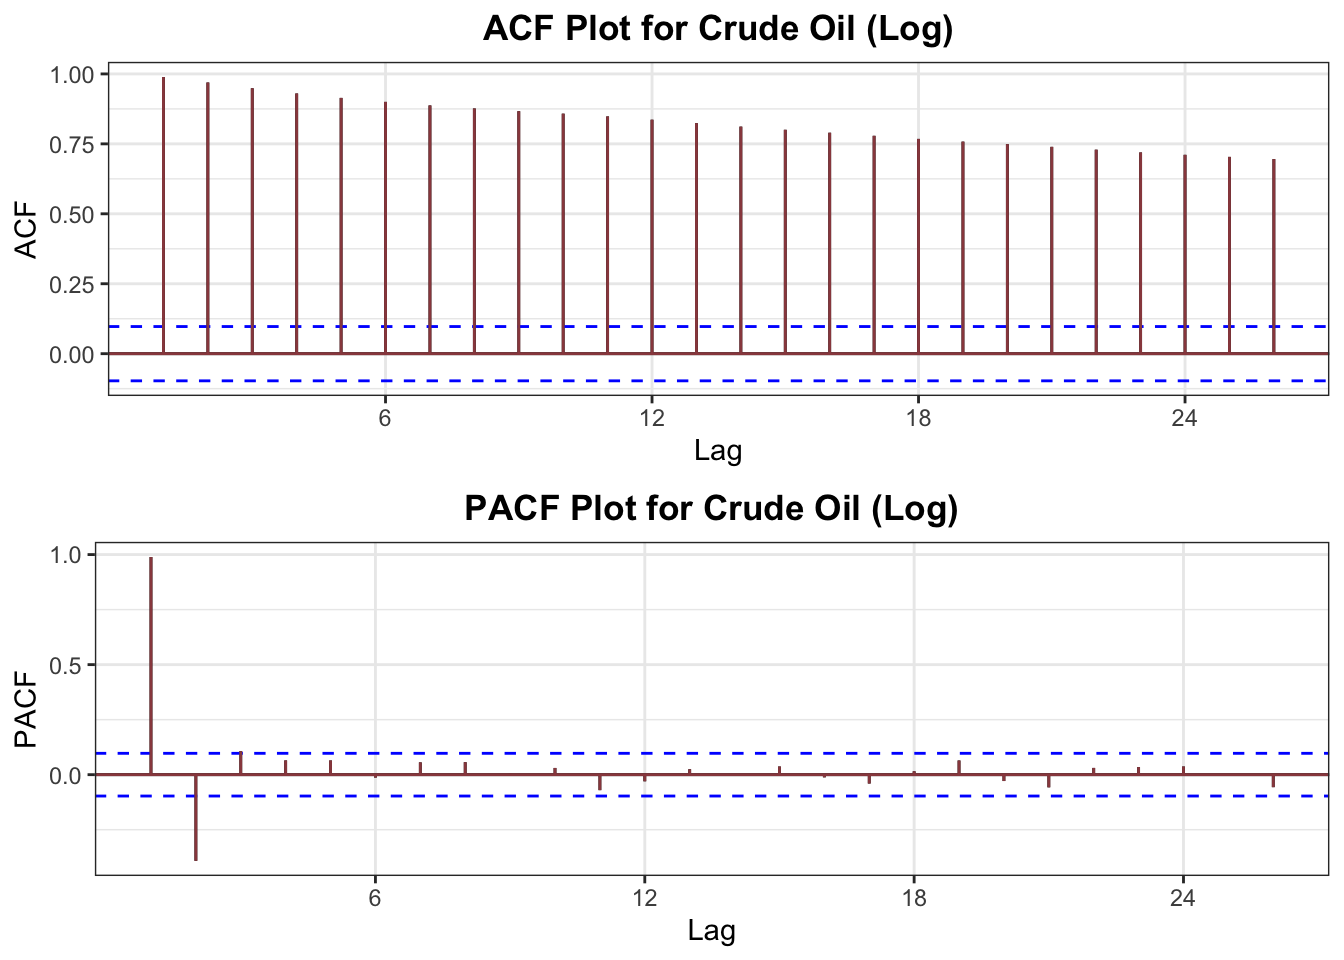 ACF Plot for Crude Oil (Log)
1.00
0.75
0.50
0.25
0.00
ACF
6 12 18 24
Lag
PACF Plot for Crude Oil (Log)
1.0
0.5
0.0
PACF
6 12 18 24
Lag